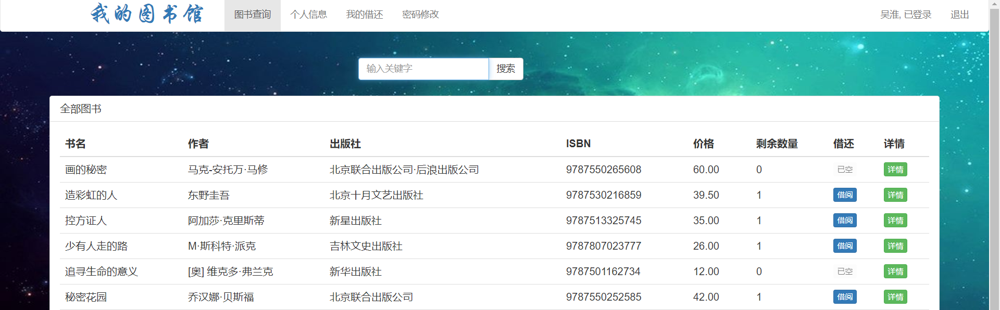 我的图书馆 图书查询 个人信息 我的借还 密码修改 吴淮, 已登录 退出
输入关键字 搜索
全部图书
书名 作者 出版社 ISBN 价格 剩余数量 借还 详情
画的秘密 马克-安托万·马修 北京联合出版公司·后浪出版公司 9787550265608 60.00 0 已空 详情
造彩虹的人 东野圭吾 北京十月文艺出版社 9787530216859 39.50 1 借阅 详情
控方证人 阿加莎·克里斯蒂 新星出版社 9787513325745 35.00 1 借阅 详情
少有人走的路 M·斯科特·派克 吉林文史出版社 9787807023777 26.00 1 借阅 详情
追寻生命的意义 [奥] 维克多·弗兰克 新华出版社 9787501162734 12.00 0 已空 详情
秘密花园 乔汉娜·贝斯福 北京联合出版公司 9787550252585 42.00 1 借阅 详情